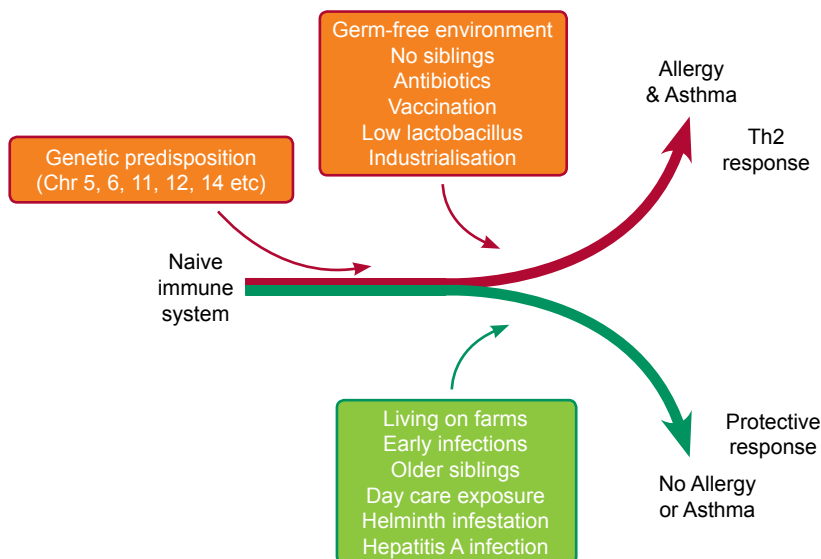 Germ-free environment
No siblings
Antibiotics
Vaccination
Low lactobacillus
Industrialisation
Allergy
& Asthma
Th2
response
Genetic predisposition
(Chr 5, 6, 11, 12, 14 etc)
Naive
immune
system
Living on farms
Early infections
Older siblings
Day care exposure
Helminth infestation
Hepatitis A infection
Protective
response
No Allergy
or Asthma